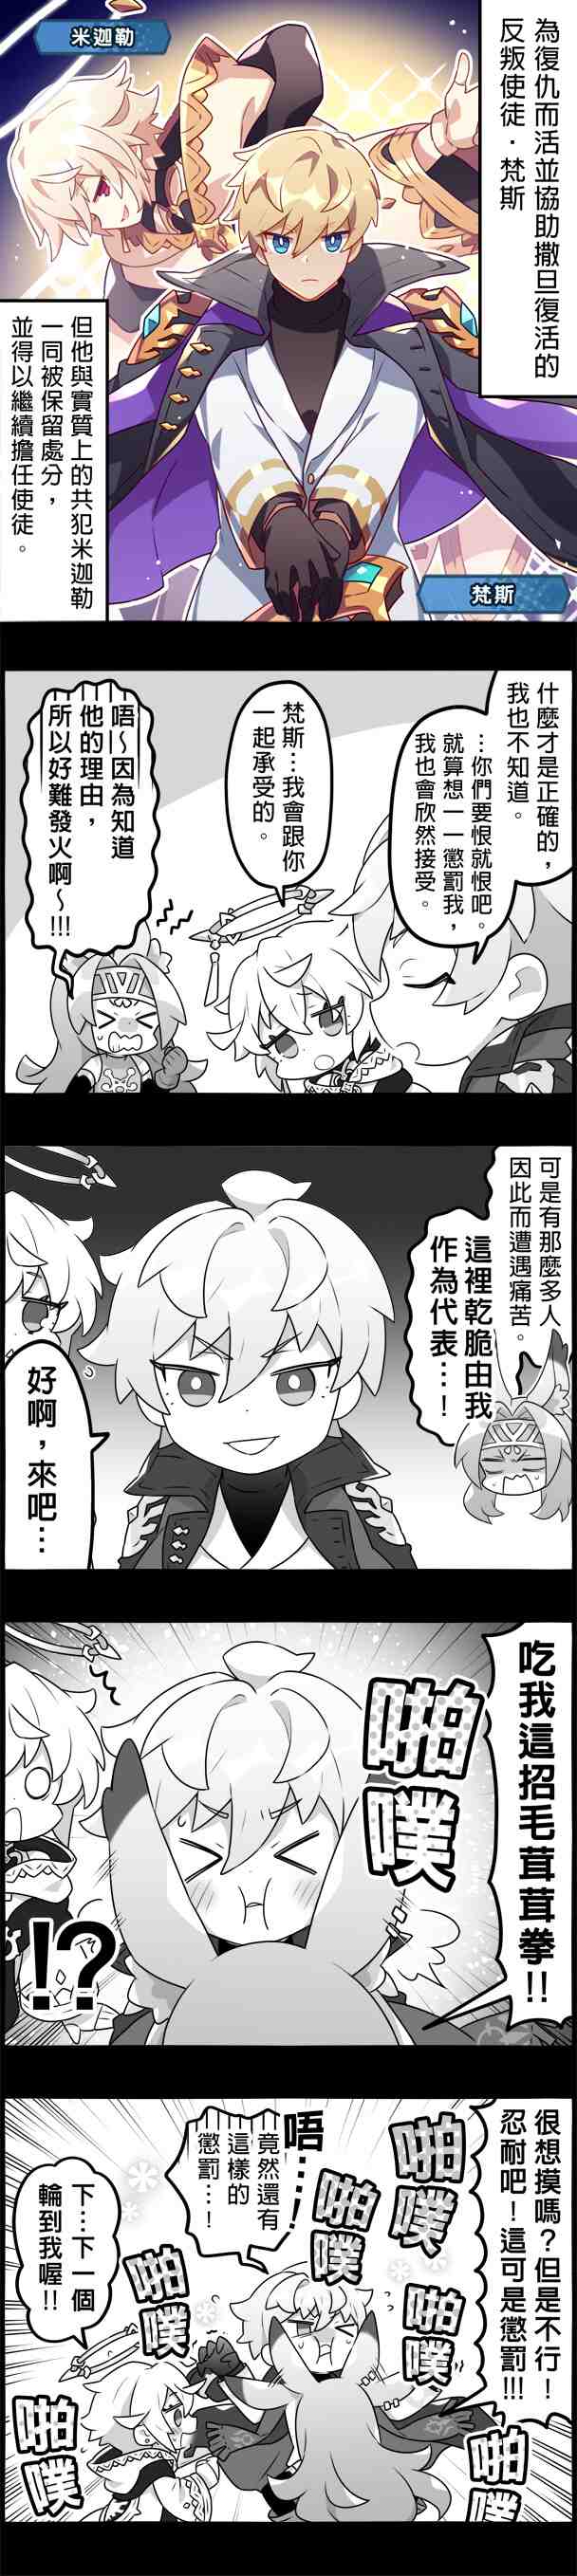 為復仇而活並協助撒旦復活的
反叛使徒．梵斯
米迦勒
梵斯
但他與實質上的共犯米迦勒
一同被保留處分，
並得以繼續擔任使徒。
什麼才是正確的，
我也不知道。
…你們要恨就恨吧。
就算想一一懲罰我，
我也會欣然接受。
梵斯…我會跟你
一起承受的。
唔～因為知道
他的理由，
所以好難發火啊～!!!
可是有那麼多人
因此而遭遇痛苦。
這裡乾脆由我
作為代表…！
好啊，來吧…
吃我這招毛茸茸拳!!
啪噗
!?
很想摸嗎？但是不行！
忍耐吧！這可是懲罰!!!
啪噗
唔…！
竟然還有
這樣的
懲罰…！
啪噗
啪噗
下…下一個
輪到我喔!!
啪噗
啪噗
啪噗